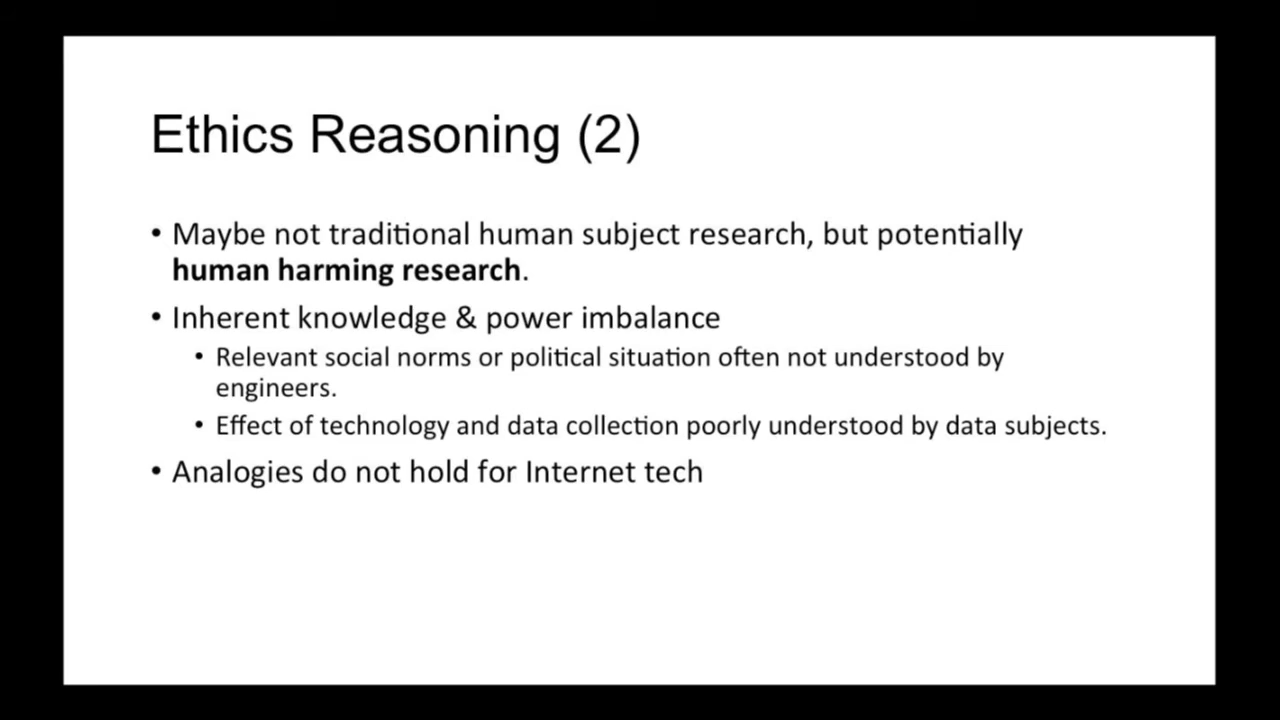 Ethics Reasoning (2)
• Maybe not traditional human subject research, but potentially
human harming research.
• Inherent knowledge & power imbalance
• Relevant social norms or political situation often not understood by
engineers.
• Effect of technology and data collection poorly understood by data subjects.
• Analogies do not hold for Internet tech